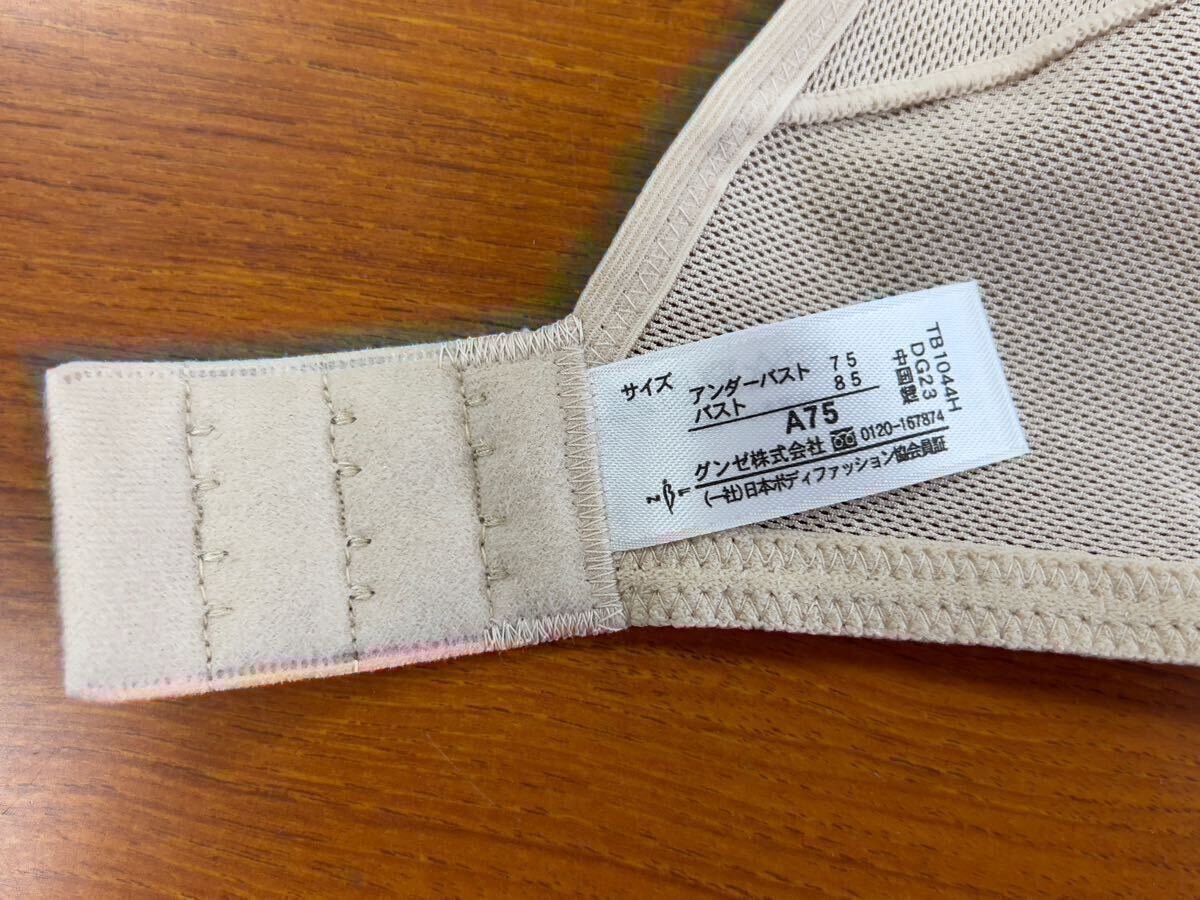 サイズ
アンダーバスト 75
バスト 85
A75
グンゼ株式会社 0120-167874
(一社)日本ボディファッション協会員証
TB1044H
DG23
中国製